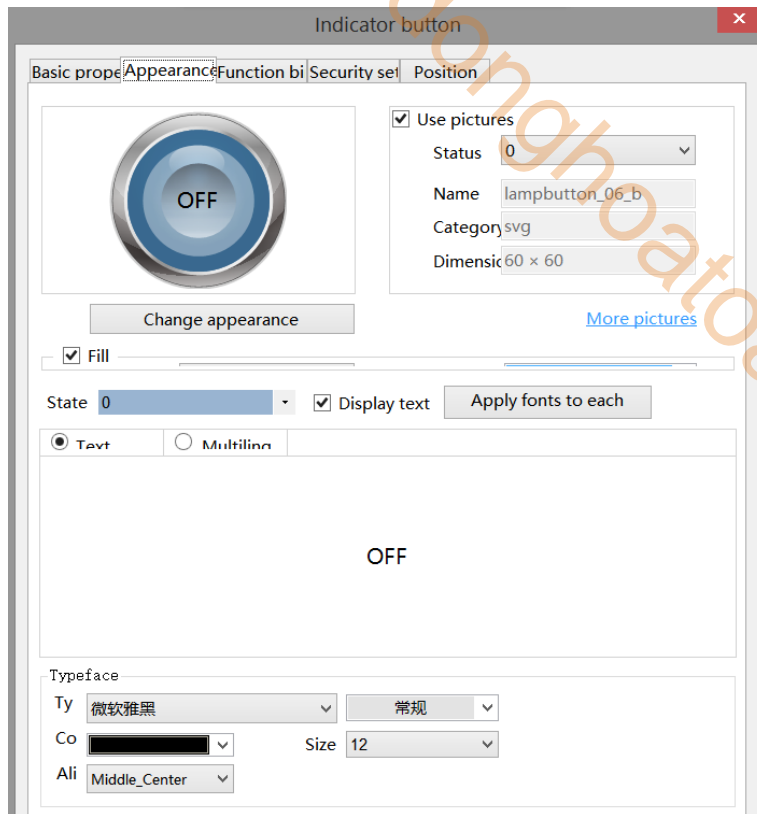 Indicator button
Basic prope Appearance Function bi Security set Position
OFF
Use pictures
Status 0
Name lampbutton_06_b
Category svg
Dimensic 60 × 60
Change appearance
More pictures
Fill
State 0 Display text Apply fonts to each
Text Multiling
OFF
Typeface
Ty 微软雅黑 常规
Co Size 12
Ali Middle_Center
donghoatoa